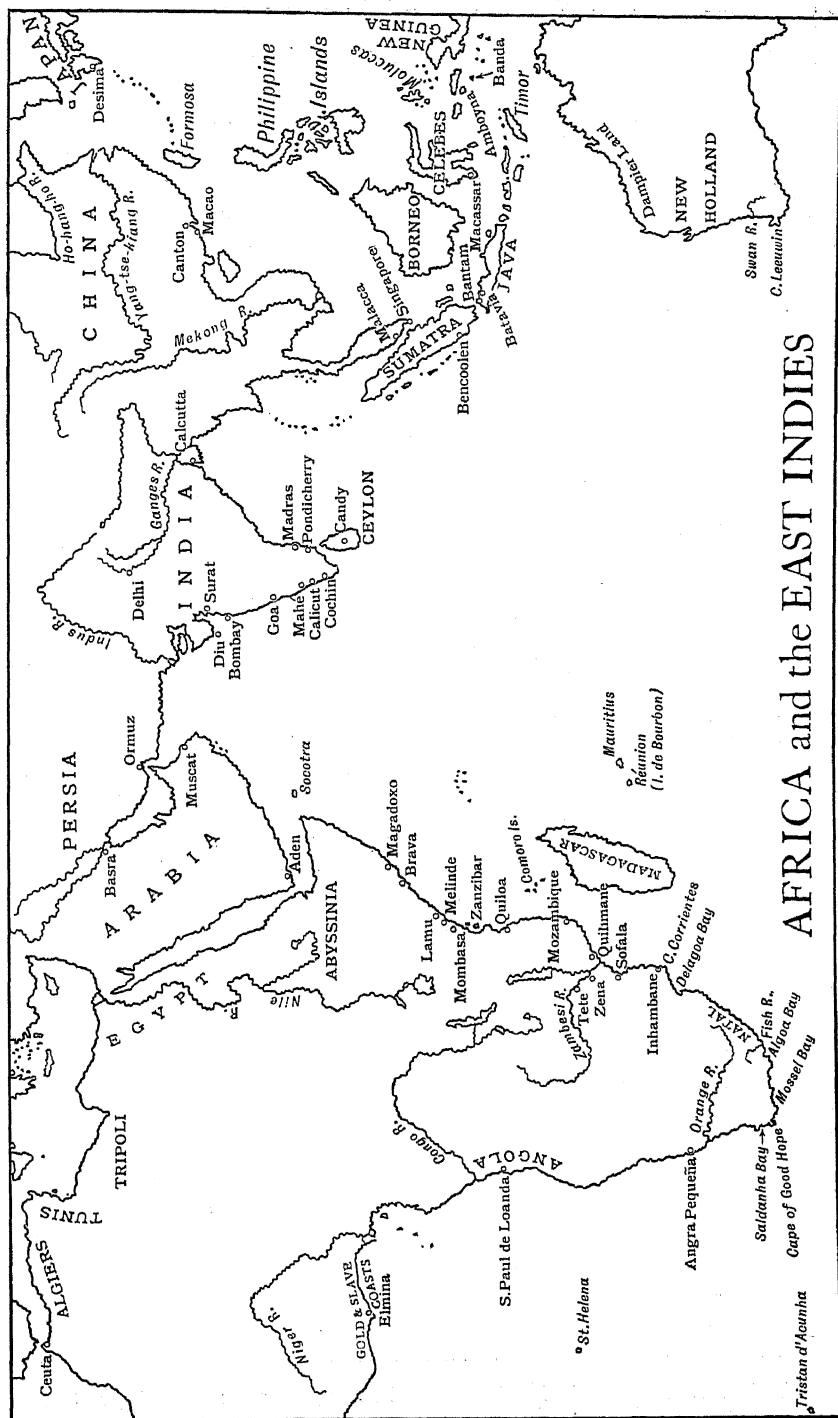 AFRICA and the EAST INDIES
Ceuta
ALGIERS
TUNIS
TRIPOLI
EGYPT
Nile
ABYSSINIA
Niger R.
GOLD & SLAVE
COASTS
Elmina
Congo R.
ANGOLA
S.Paul de Loanda
St.Helena
Tristan d'Acunha
Angra Pequeña
Orange R.
Saldanha Bay→
Cape of Good Hope
Mossel Bay
Algoa Bay
Fish R.
NATAL
Delagoa Bay
C.Corrientes
Inhambane
Sofala
Quilimane
Zena
Tete
Zambesi R.
Mozambique
MADAGASCAR
Comoro Is.
Quiloa
Zanzibar
Mombasa
Melinde
Lamu
Brava
Magadoxo
Mauritius
Réunion
(I. de Bourbon)
Socotra
Aden
ARABIA
Basra
PERSIA
Ormuz
Muscat
Indus R.
Delhi
Ganges R.
INDIA
Calcutta
Surat
Diu
Bombay
Goa
Mahe
Calicut
Cochin
Madras
Pondicherry
Candy
CEYLON
CHINA
Ho-hang-ho R.
Yang-tse-kiang R.
Mekong R.
Canton
Macao
JAPAN
Desima
Formosa
Philippine
Islands
Malacca
Singapore
SUMATRA
Bencoolen
Batavia
Bantam
JAVA
BORNEO
Macassar
CELEBES
Amboyna
Moluccas
Banda
Timor
NEW
GUINEA
Dampier Land
NEW
HOLLAND
Swan R.
C.Leeuwin